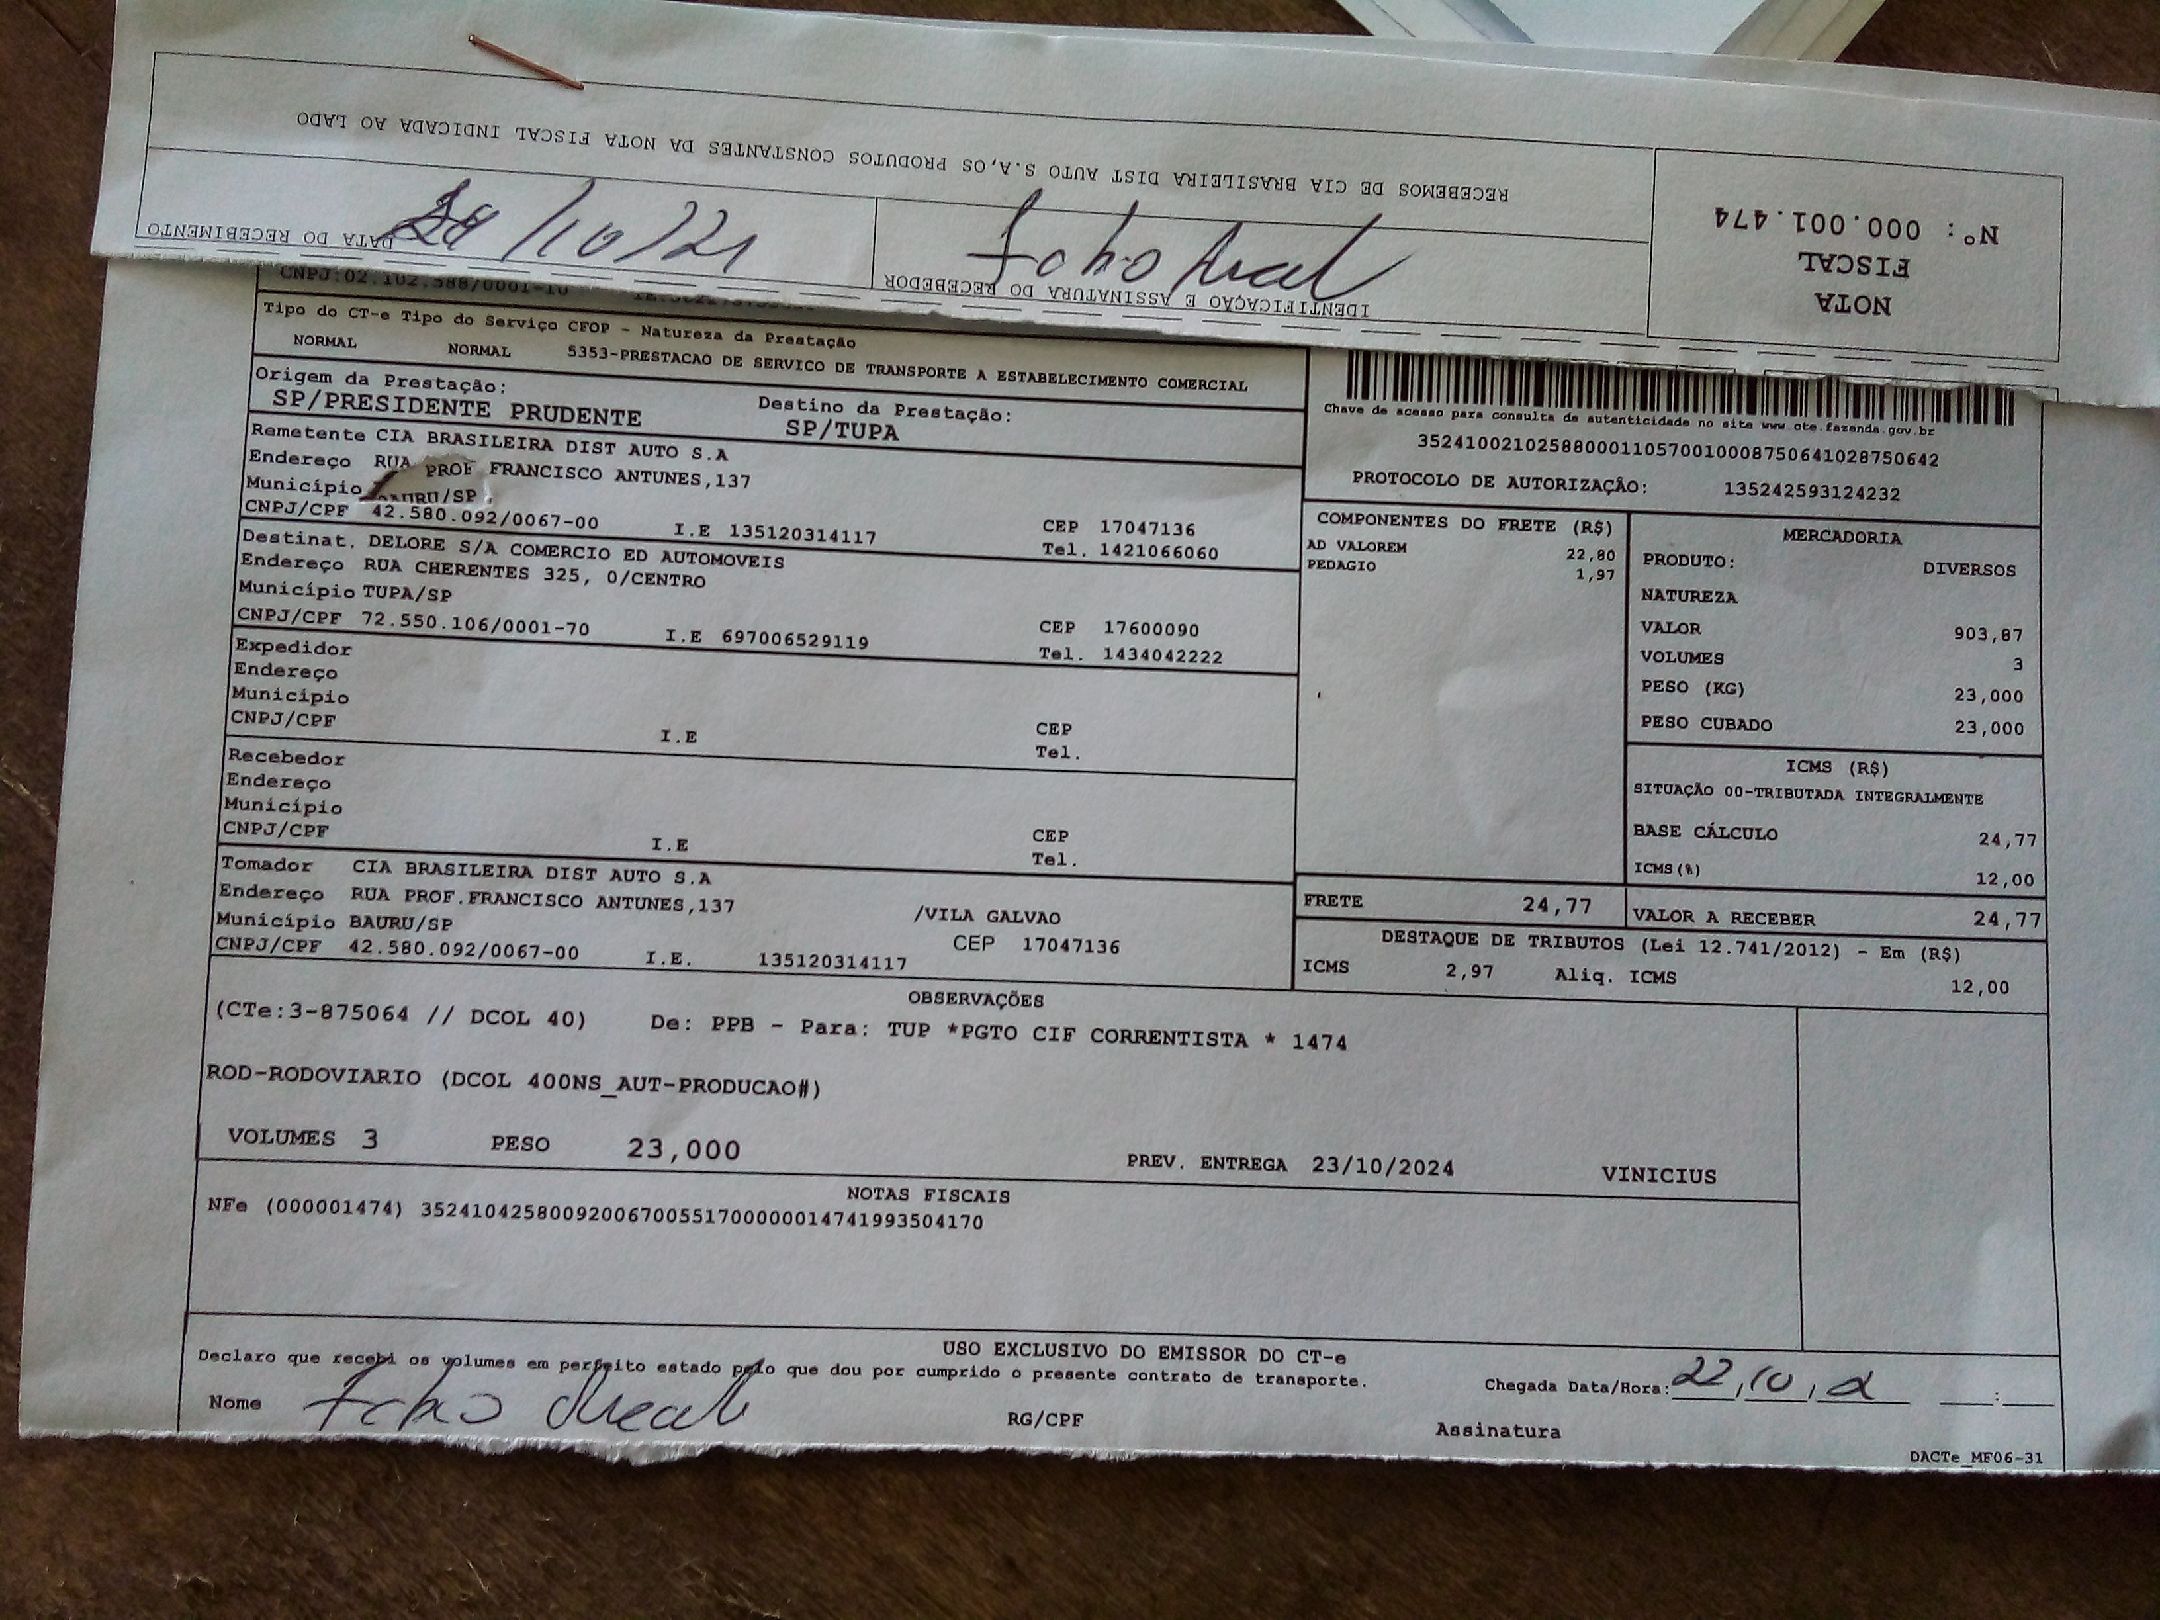 RECEBEMOS DE CIA BRASILEIRA DIST AUTO S.A,OS PRODUTOS CONSTANTES DA NOTA FISCAL INDICADA AO LADO
DATA DO RECEBIMENTO
IDENTIFICAÇÃO E ASSINATURA DO RECEBEDOR
NOTA
FISCAL
Nº: 000.001.474
CNPJ:02.102.588/0001-10
Tipo do CT-e Tipo do Serviço CFOP - Natureza da Prestação
NORMAL NORMAL 5353-PRESTACAO DE SERVICO DE TRANSPORTE A ESTABELECIMENTO COMERCIAL
Origem da Prestação: Destino da Prestação:
SP/PRESIDENTE PRUDENTE SP/TUPA
Remetente CIA BRASILEIRA DIST AUTO S.A
Endereço RUA PROF FRANCISCO ANTUNES,137
Município BAURU/SP
CNPJ/CPF 42.580.092/0067-00 I.E 135120314117 CEP 17047136
Tel. 1421066060
Destinat. DELORE S/A COMERCIO ED AUTOMOVEIS
Endereço RUA CHERENTES 325, 0/CENTRO
Município TUPA/SP
CNPJ/CPF 72.550.106/0001-70 I.E 697006529119 CEP 17600090
Tel. 1434042222
Expedidor
Endereço
Município
CNPJ/CPF I.E CEP
Tel.
Recebedor
Endereço
Município
CNPJ/CPF I.E CEP
Tel.
Tomador CIA BRASILEIRA DIST AUTO S.A
Endereço RUA PROF.FRANCISCO ANTUNES,137 /VILA GALVAO
Município BAURU/SP CEP 17047136
CNPJ/CPF 42.580.092/0067-00 I.E. 135120314117
Chave de acesso para consulta de autenticidade no site www.cte.fazenda.gov.br
35241002102588000110570010008750641028750642
PROTOCOLO DE AUTORIZAÇÃO: 135242593124232
COMPONENTES DO FRETE (R$)
AD VALOREM 22,80
PEDAGIO 1,97
MERCADORIA
PRODUTO: DIVERSOS
NATUREZA
VALOR 903,87
VOLUMES 3
PESO (KG) 23,000
PESO CUBADO 23,000
ICMS (R$)
SITUAÇÃO 00-TRIBUTADA INTEGRALMENTE
BASE CÁLCULO 24,77
ICMS(%) 12,00
FRETE 24,77 VALOR A RECEBER 24,77
DESTAQUE DE TRIBUTOS (Lei 12.741/2012) - Em (R$)
ICMS 2,97 Aliq. ICMS 12,00
OBSERVAÇÕES
(CTe:3-875064 // DCOL 40) De: PPB - Para: TUP *PGTO CIF CORRENTISTA * 1474
ROD-RODOVIARIO (DCOL 400NS_AUT-PRODUCAO#)
VOLUMES 3 PESO 23,000 PREV. ENTREGA 23/10/2024 VINICIUS
NOTAS FISCAIS
NFe (000001474) 35241042580092006700551700000014741993504170
USO EXCLUSIVO DO EMISSOR DO CT-e
Declaro que recebi os volumes em perfeito estado pelo que dou por cumprido o presente contrato de transporte.
Chegada Data/Hora: 22,10,2 :
Nome RG/CPF Assinatura
DACTe_MF06-31